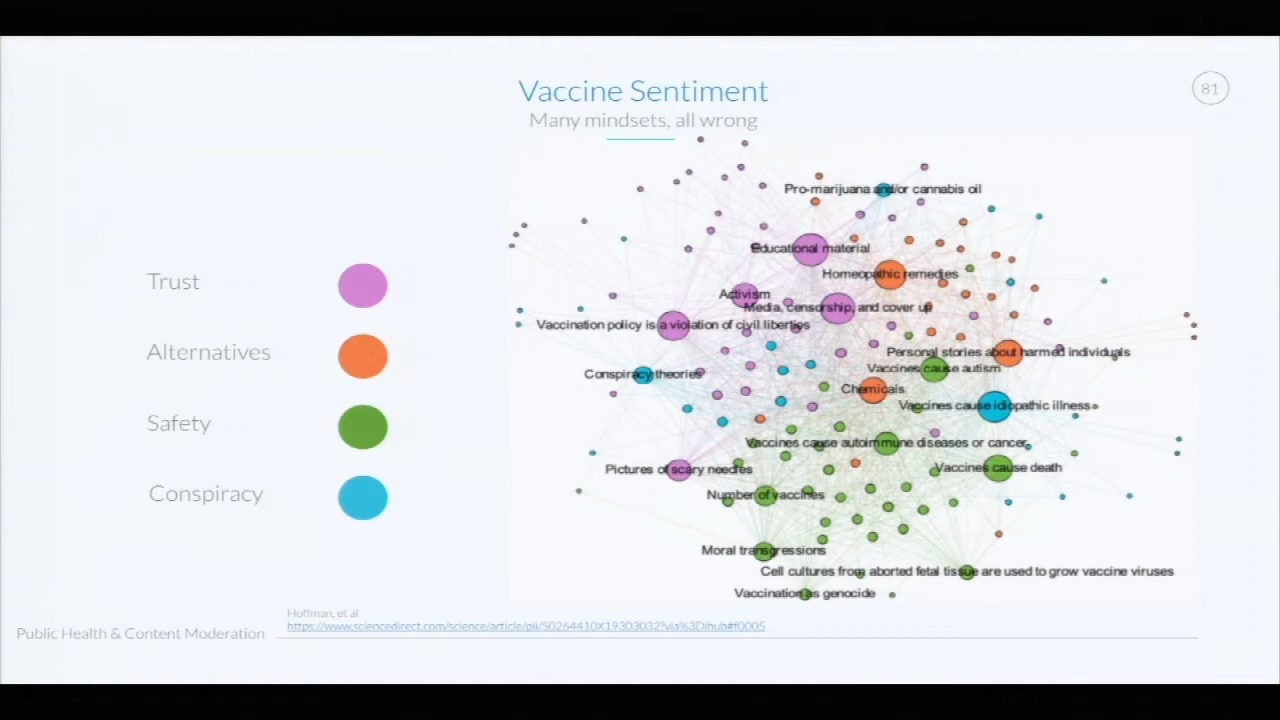 Vaccine Sentiment
81
Many mindsets, all wrong
Trust
Alternatives
Safety
Conspiracy
Pro-marijuana and/or cannabis oil
Educational material
Homeopathic remedies
Activism
Media, censorship, and cover up
Vaccination policy is a violation of civil liberties
Personal stories about harmed individuals
Vaccines cause autism
Conspiracy theories
Chemicals
Vaccines cause idiopathic illness
Vaccines cause autoimmune diseases or cancer
Pictures of scary needles
Vaccines cause death
Number of vaccines
Moral transgressions
Cell cultures from aborted fetal tissue are used to grow vaccine viruses
Vaccination as genocide
Hoffman, et al
https://www.sciencedirect.com/science/article/pii/S0264410X19303032?via%3Dihub#f0005
Public Health & Content Moderation